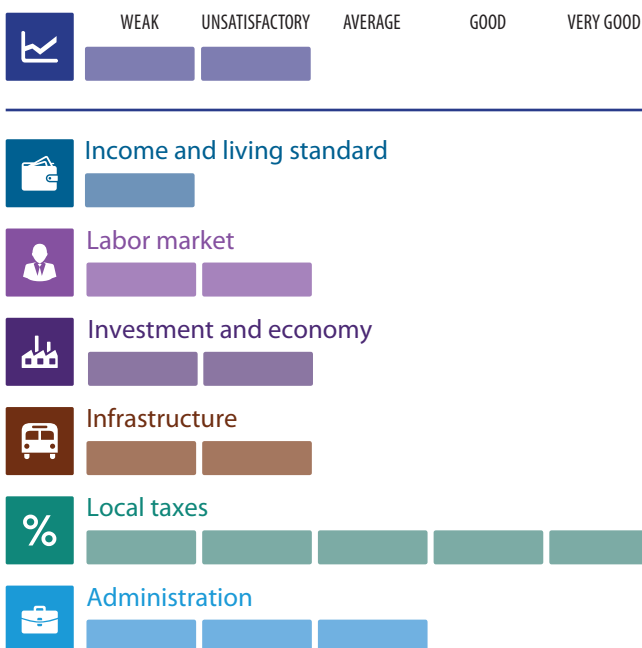 WEAK UNSATISFACTORY AVERAGE GOOD VERY GOOD
Income and living standard
Labor market
Investment and economy
Infrastructure
Local taxes
%
Administration